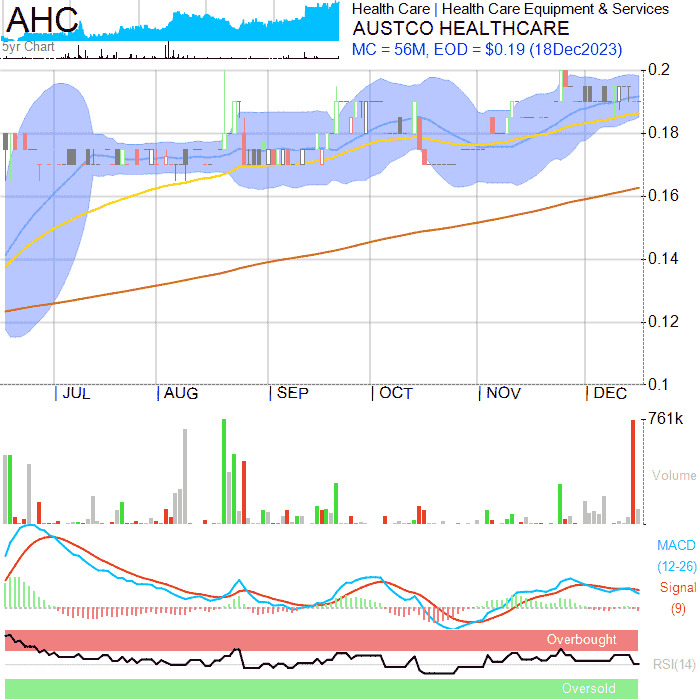 AHC
5yr Chart
Health Care | Health Care Equipment & Services
AUSTCO HEALTHCARE
MC = 56M, EOD = $0.19 (18Dec2023)
0.2
0.18
0.16
0.14
0.12
0.1
| JUL | AUG | SEP | OCT | NOV | DEC
761k
Volume
MACD
(12-26)
Signal
(9)
Overbought
RSI(14)
Oversold